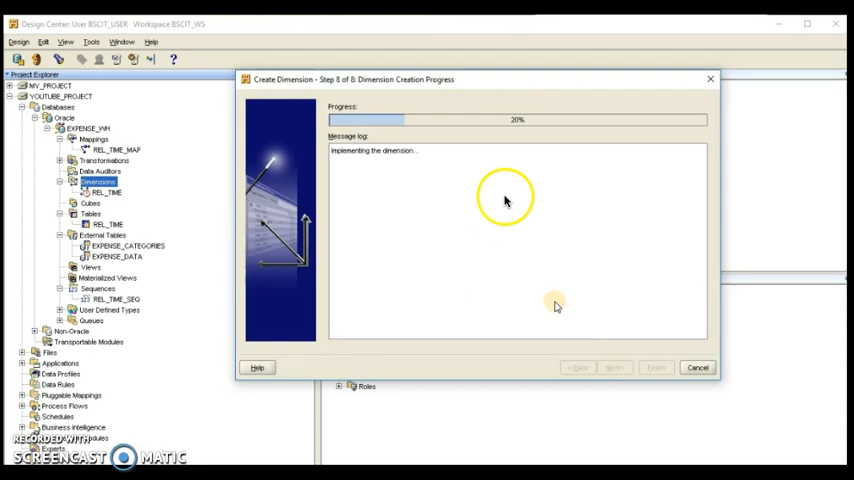 Design Center: User BSCIT_USER Workspace BSCIT_WS
Design Edit View Tools Window Help
Project Explorer
MY_PROJECT
YOUTUBE_PROJECT
Databases
Oracle
EXPENSE_WH
Mappings
REL_TIME_MAP
Transformations
Data Auditors
Dimensions
REL_TIME
Cubes
Tables
REL_TIME
External Tables
EXPENSE_CATEGORIES
EXPENSE_DATA
Views
Materialized Views
Sequences
REL_TIME_SEQ
User Defined Types
Queues
Non-Oracle
Transportable Modules
Files
Applications
Data Profiles
Data Rules
Pluggable Mappings
Process Flows
Schedules
Business Intelligence
Experts
Create Dimension - Step 8 of 8: Dimension Creation Progress
Progress:
20%
Message log:
Implementing the dimension...
Help
< Back Next > Finish Cancel
Roles
RECORDED WITH
SCREENCAST MATIC